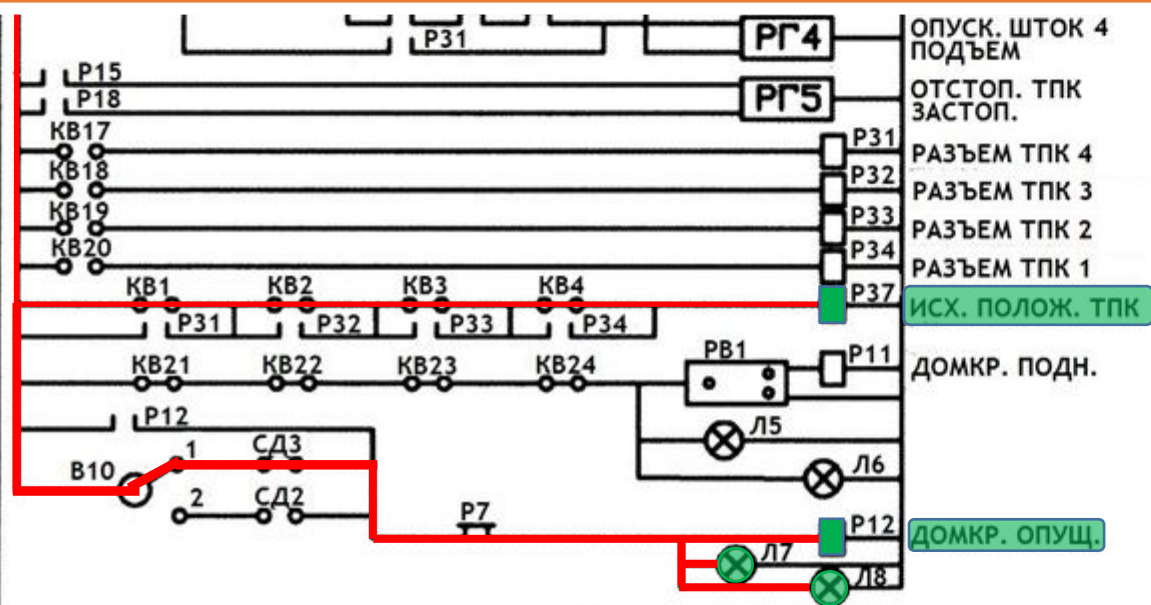 Р31
РГ4
ОПУСК. ШТОК 4
ПОДЪЕМ
Р15
Р18
РГ5
ОТСТОП. ТПК
ЗАСТОП.
КВ17
Р31
РАЗЪЕМ ТПК 4
КВ18
Р32
РАЗЪЕМ ТПК 3
КВ19
Р33
РАЗЪЕМ ТПК 2
КВ20
Р34
РАЗЪЕМ ТПК 1
КВ1
КВ2
КВ3
КВ4
Р37
ИСХ. ПОЛОЖ. ТПК
Р31
Р32
Р33
Р34
КВ21
КВ22
КВ23
КВ24
РВ1
Р11
ДОМКР. ПОДН.
Р12
Л5
В10
1
СД3
Л6
2
СД2
Р7
Р12
ДОМКР. ОПУЩ.
Л7
Л8